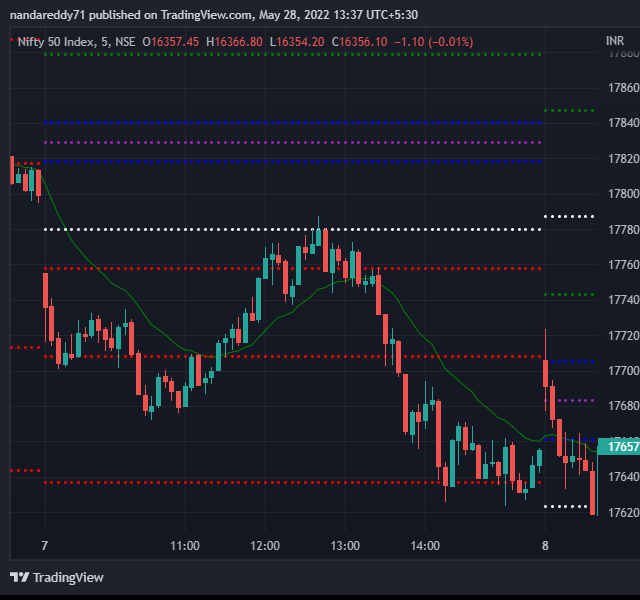 nandareddy71 published on TradingView.com, May 28, 2022 13:37 UTC+5:30
Nifty 50 Index, 5, NSE O16357.45 H16366.80 L16354.20 C16356.10 −1.10 (−0.01%)
INR
17880
17860
17840
17820
17800
17780
17760
17740
17720
17700
17680
17657
17640
17620
7 11:00 12:00 13:00 14:00 8
TradingView